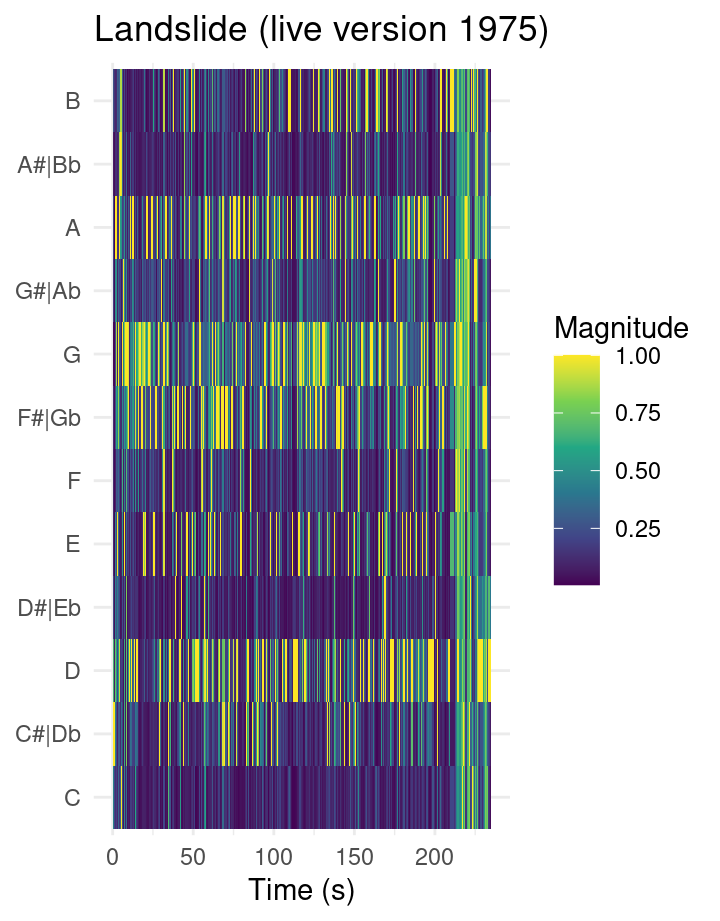 Landslide (live version 1975)
B
A#|Bb
A
G#|Ab
G
F#|Gb
F
E
D#|Eb
D
C#|Db
C
0 50 100 150 200
Time (s)
Magnitude
1.00
0.75
0.50
0.25